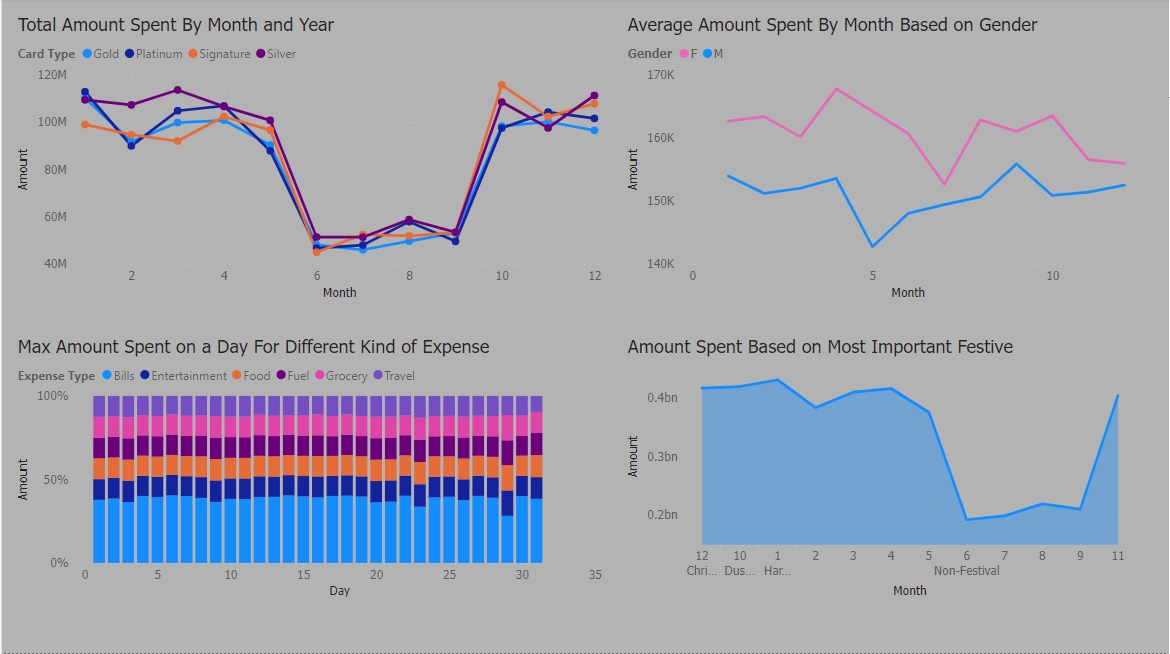 Total Amount Spent By Month and Year
Card Type Gold Platinum Signature Silver
120M
100M
80M
60M
40M
Amount
2 4 6 8 10 12
Month
Average Amount Spent By Month Based on Gender
Gender F M
170K
160K
150K
140K
Amount
0 5 10
Month
Max Amount Spent on a Day For Different Kind of Expense
Expense Type Bills Entertainment Food Fuel Grocery Travel
100%
50%
0%
Amount
0 5 10 15 20 25 30 35
Day
Amount Spent Based on Most Important Festive
0.4bn
0.3bn
0.2bn
Amount
12 10 1 2 3 4 5 6 7 8 9 11
Chri... Dus... Har... Non-Festival
Month